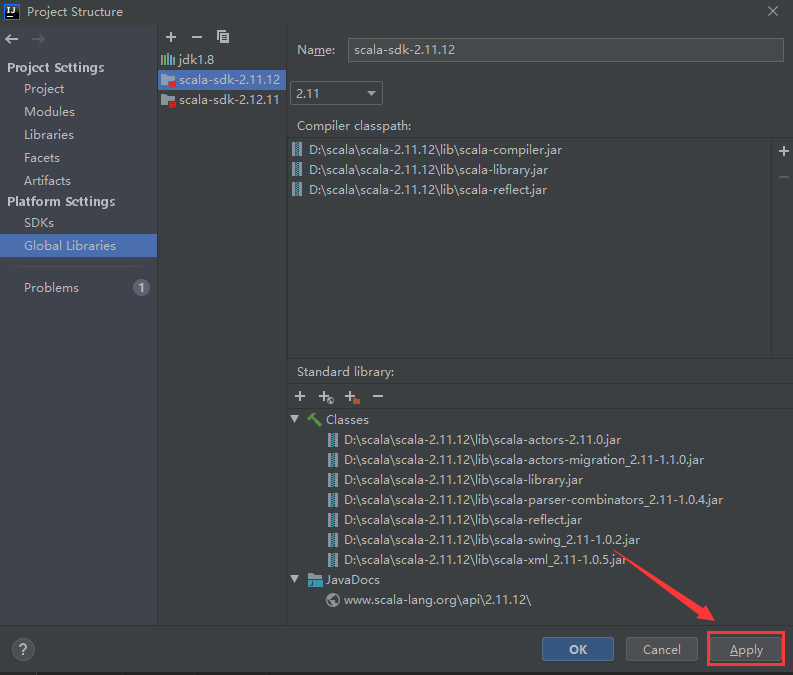 IJ Project Structure
Project Settings
Project
Modules
Libraries
Facets
Artifacts
Platform Settings
SDKs
Global Libraries
Problems 1
jdk1.8
scala-sdk-2.11.12
scala-sdk-2.12.11
Name: scala-sdk-2.11.12
2.11
Compiler classpath:
D:\scala\scala-2.11.12\lib\scala-compiler.jar
D:\scala\scala-2.11.12\lib\scala-library.jar
D:\scala\scala-2.11.12\lib\scala-reflect.jar
Standard library:
Classes
D:\scala\scala-2.11.12\lib\scala-actors-2.11.0.jar
D:\scala\scala-2.11.12\lib\scala-actors-migration_2.11-1.1.0.jar
D:\scala\scala-2.11.12\lib\scala-library.jar
D:\scala\scala-2.11.12\lib\scala-parser-combinators_2.11-1.0.4.jar
D:\scala\scala-2.11.12\lib\scala-reflect.jar
D:\scala\scala-2.11.12\lib\scala-swing_2.11-1.0.2.jar
D:\scala\scala-2.11.12\lib\scala-xml_2.11-1.0.5.jar
JavaDocs
www.scala-lang.org\api\2.11.12\
? OK Cancel Apply